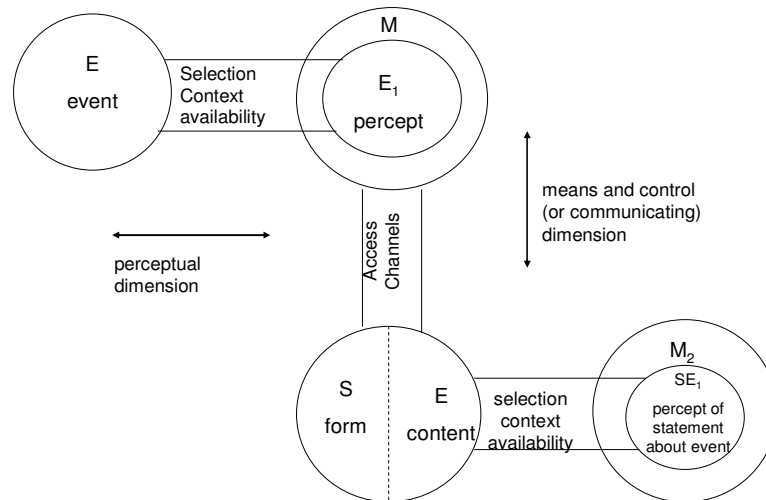 E
event
Selection
Context
availability
M
E₁
percept
means and control
(or communicating)
dimension
perceptual
dimension
Access
Channels
S
form
E
content
selection
context
availability
M₂
SE₁
percept of
statement
about event